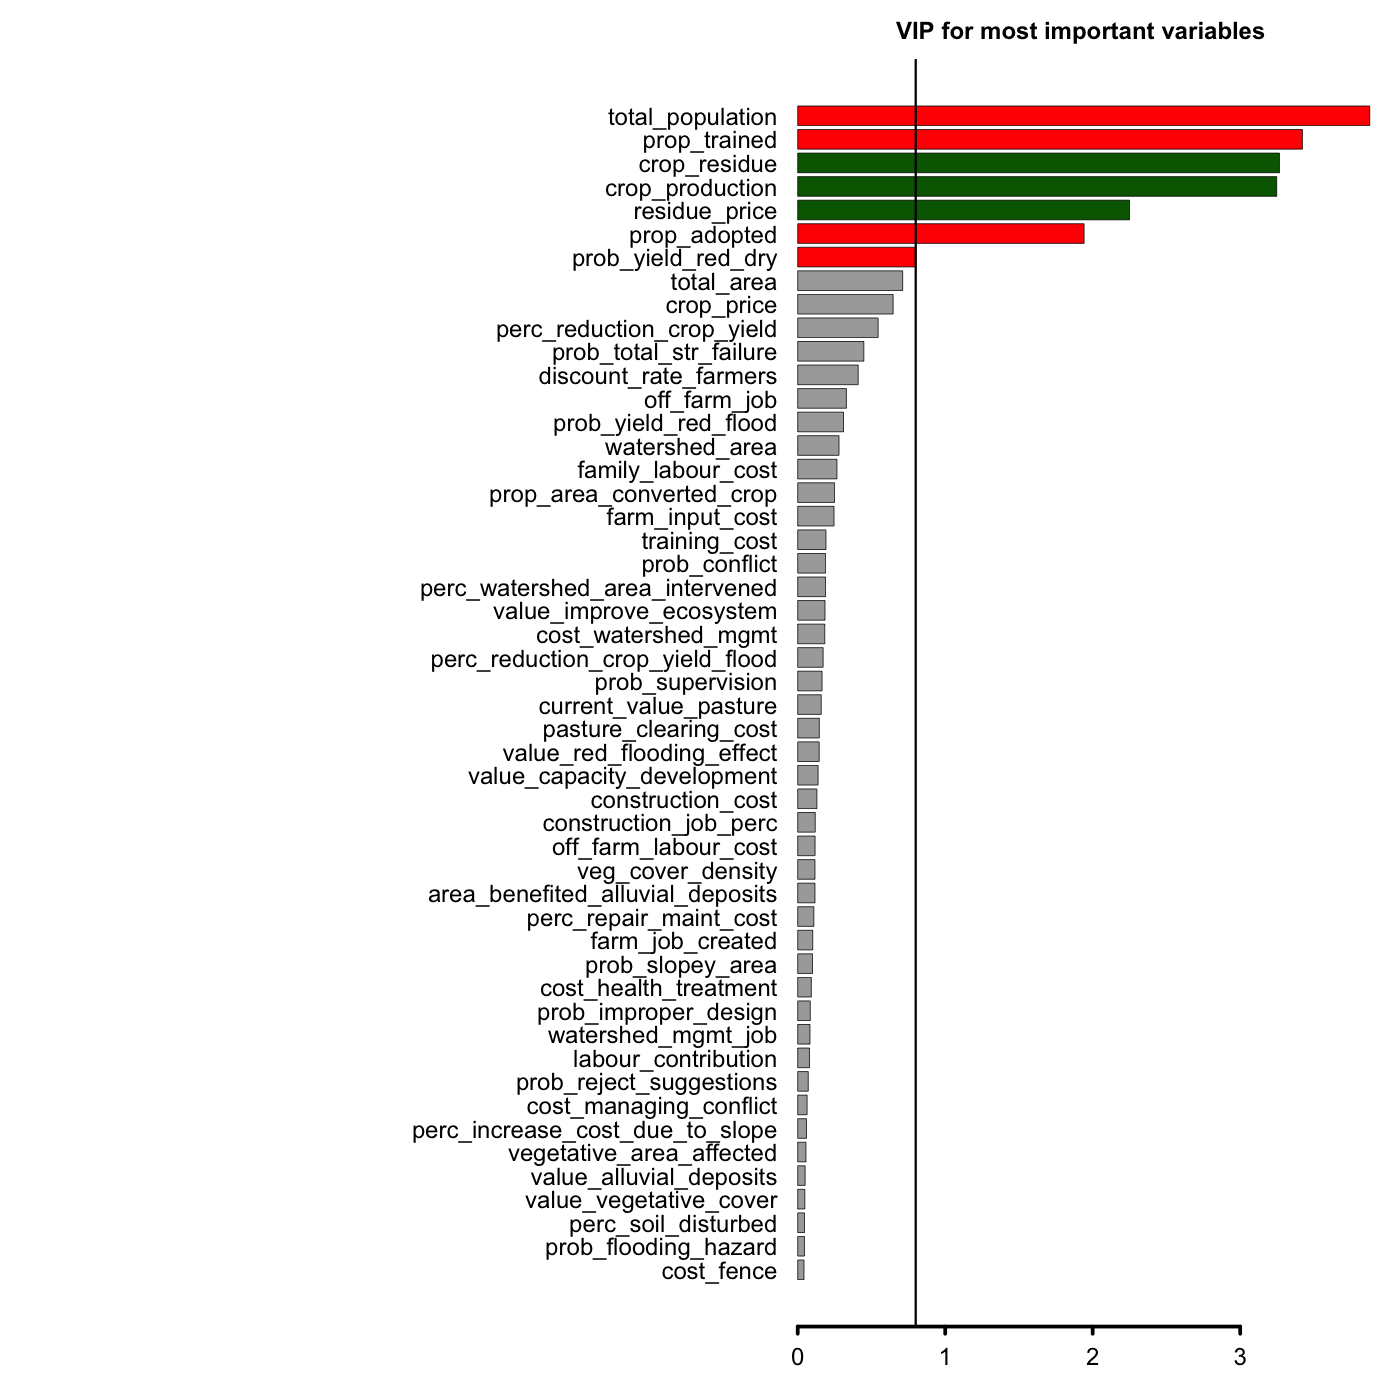 VIP for most important variables
total_population
prop_trained
crop_residue
crop_production
residue_price
prop_adopted
prob_yield_red_dry
total_area
crop_price
perc_reduction_crop_yield
prob_total_str_failure
discount_rate_farmers
off_farm_job
prob_yield_red_flood
watershed_area
family_labour_cost
prop_area_converted_crop
farm_input_cost
training_cost
prob_conflict
perc_watershed_area_intervened
value_improve_ecosystem
cost_watershed_mgmt
perc_reduction_crop_yield_flood
prob_supervision
current_value_pasture
pasture_clearing_cost
value_red_flooding_effect
value_capacity_development
construction_cost
construction_job_perc
off_farm_labour_cost
veg_cover_density
area_benefited_alluvial_deposits
perc_repair_maint_cost
farm_job_created
prob_slopey_area
cost_health_treatment
prob_improper_design
watershed_mgmt_job
labour_contribution
prob_reject_suggestions
cost_managing_conflict
perc_increase_cost_due_to_slope
vegetative_area_affected
value_alluvial_deposits
value_vegetative_cover
perc_soil_disturbed
prob_flooding_hazard
cost_fence
0 1 2 3